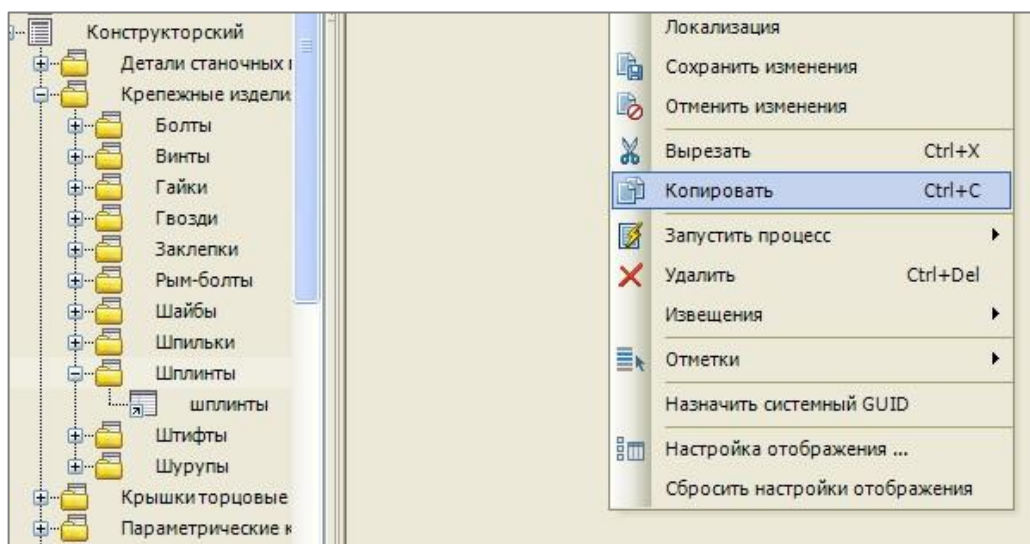 Конструкторский
Детали станочных
Крепежные издели
Болты
Винты
Гайки
Гвозди
Заклепки
Рым-болты
Шайбы
Шпильки
Шплинты
шплинты
Штифты
Шурупы
Крышки торцовые
Параметрические
Локализация
Сохранить изменения
Отменить изменения
Вырезать Ctrl+X
Копировать Ctrl+C
Запустить процесс
Удалить Ctrl+Del
Извещения
Отметки
Назначить системный GUID
Настройка отображения ...
Сбросить настройки отображения